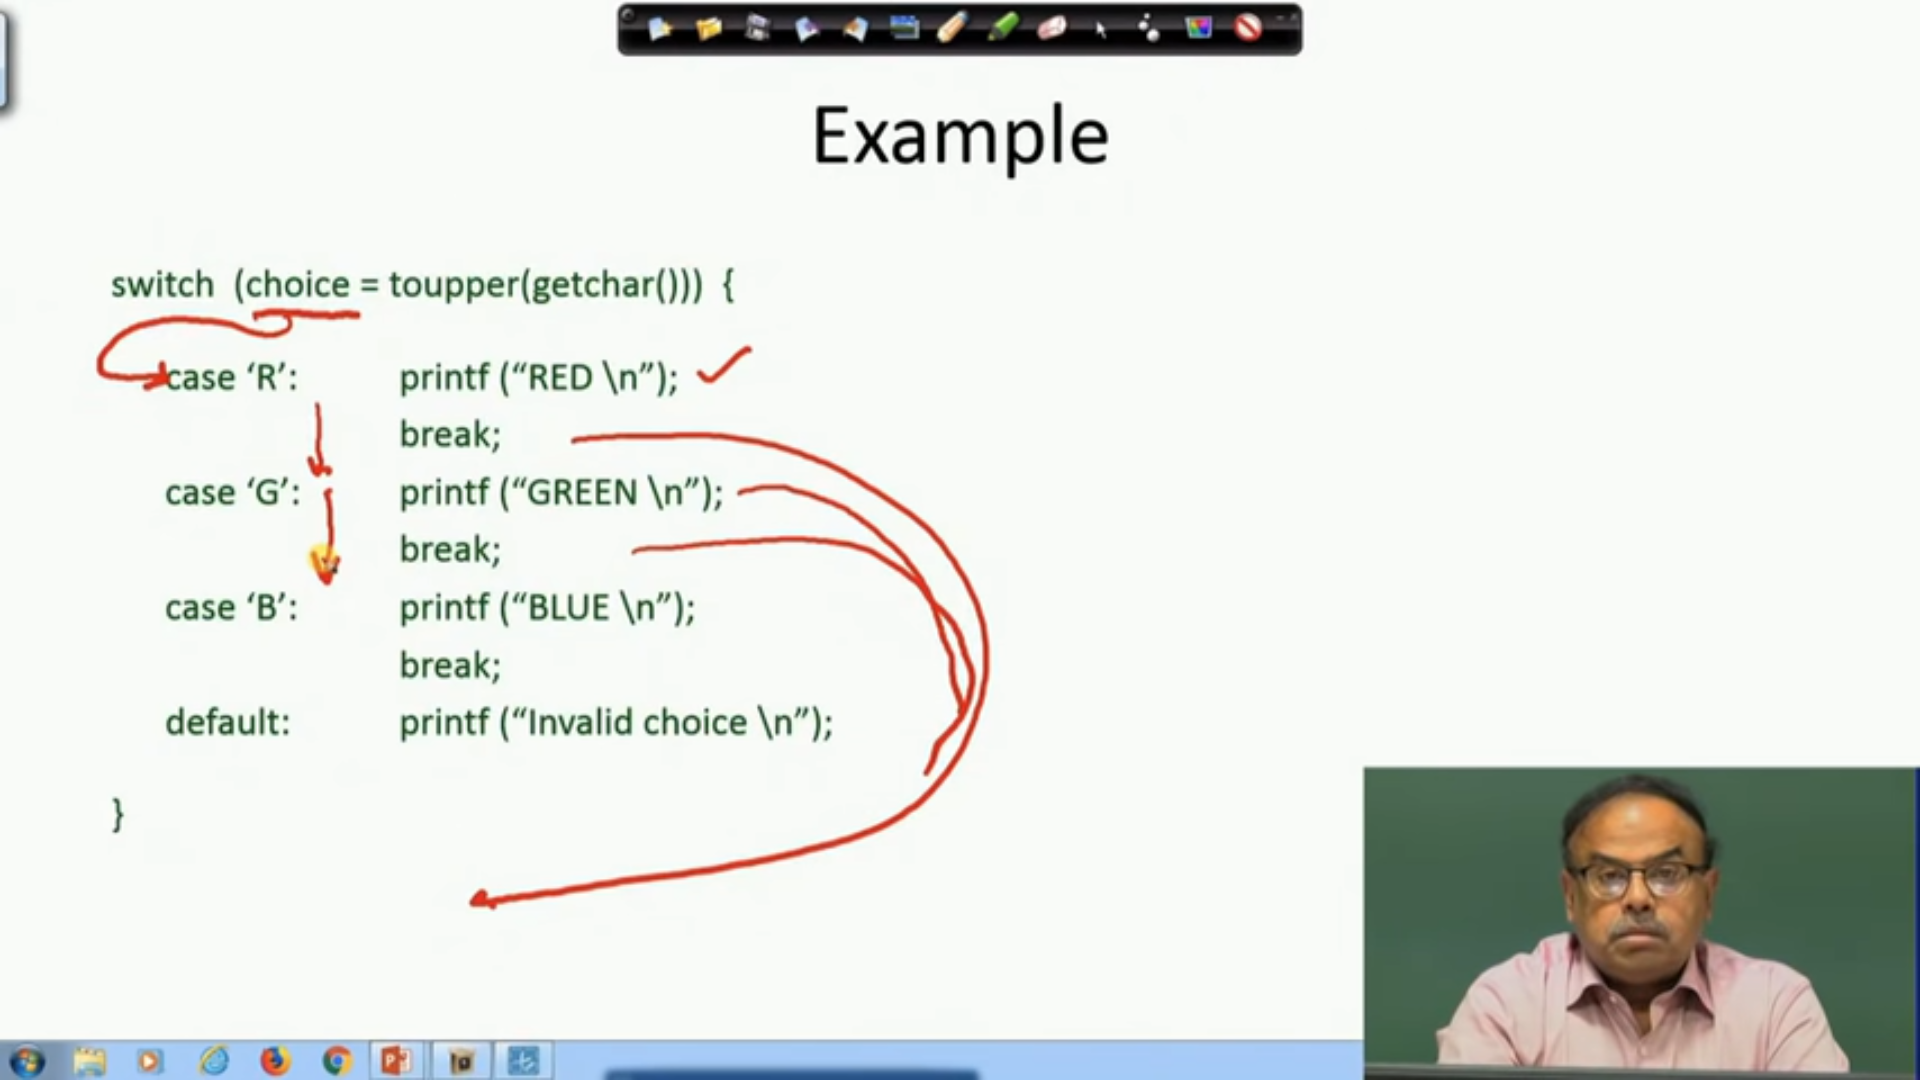 Example
switch (choice = toupper(getchar())) {
case ‘R’: printf (“RED \n”);
break;
case ‘G’: printf (“GREEN \n”);
break;
case ‘B’: printf (“BLUE \n”);
break;
default: printf (“Invalid choice \n”);
}